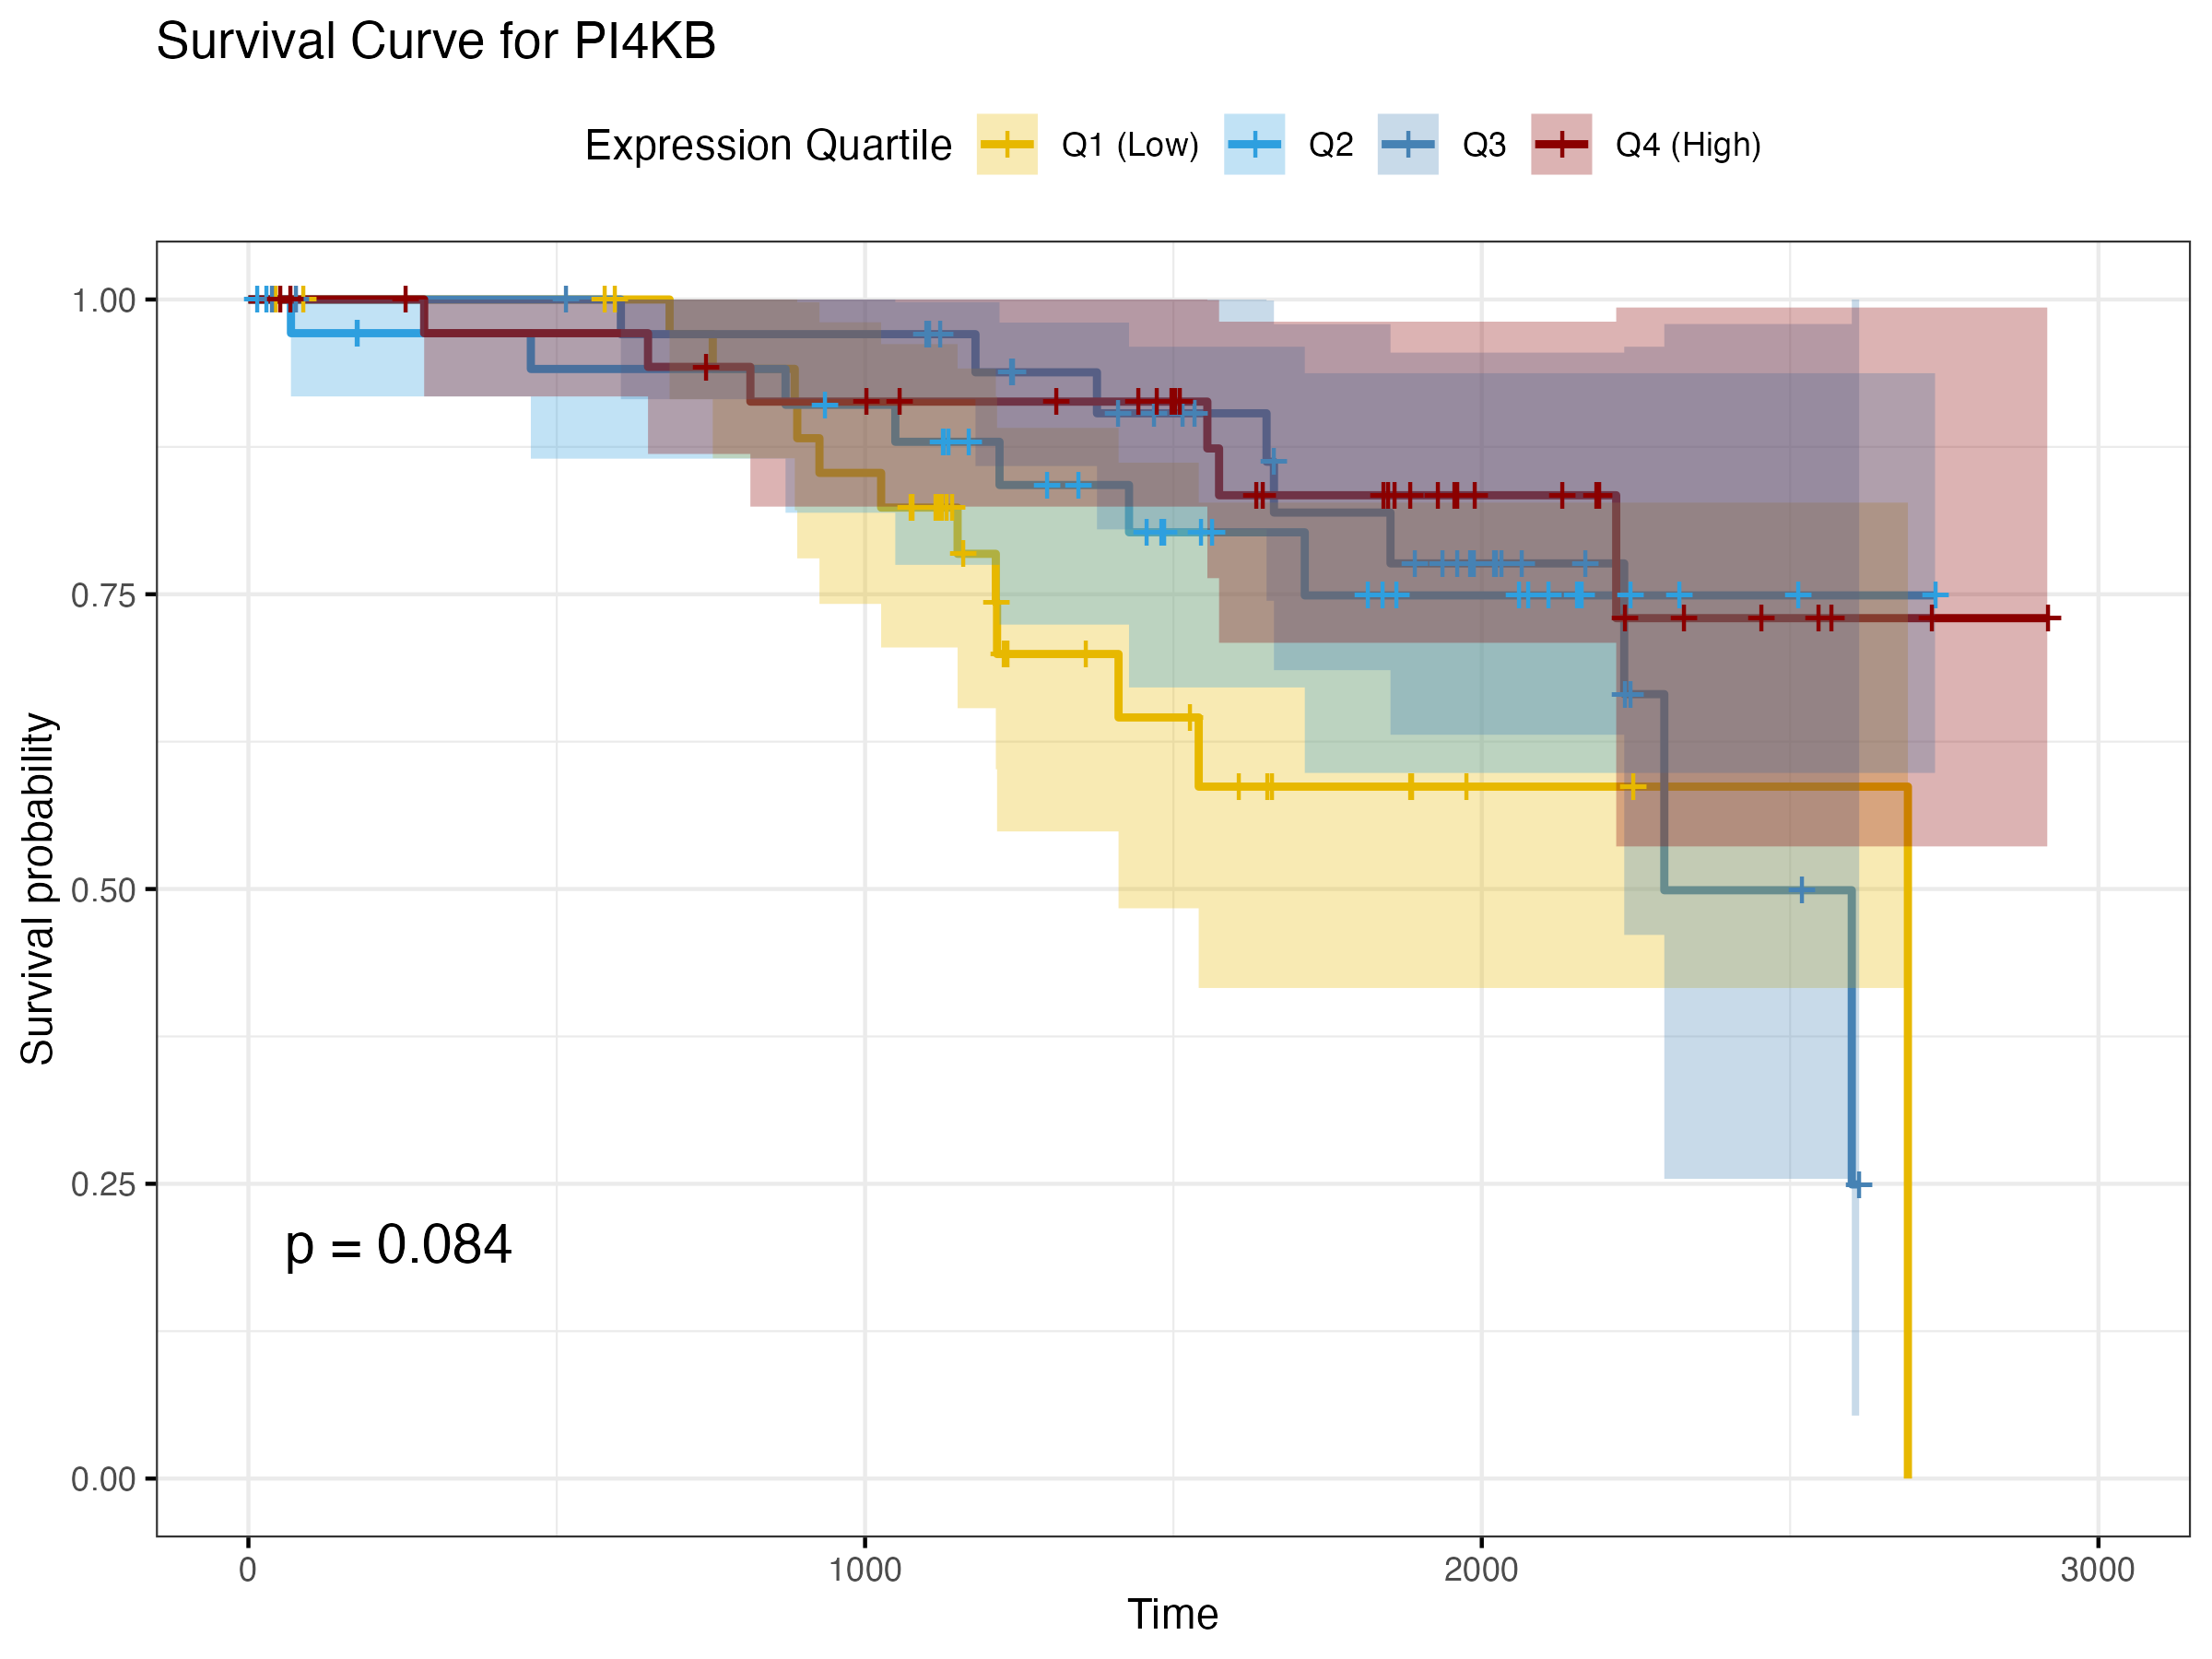 Survival Curve for PI4KB
Expression Quartile Q1 (Low) Q2 Q3 Q4 (High)
1.00
0.75
0.50
0.25
0.00
Survival probability
p = 0.084
0 1000 2000 3000
Time